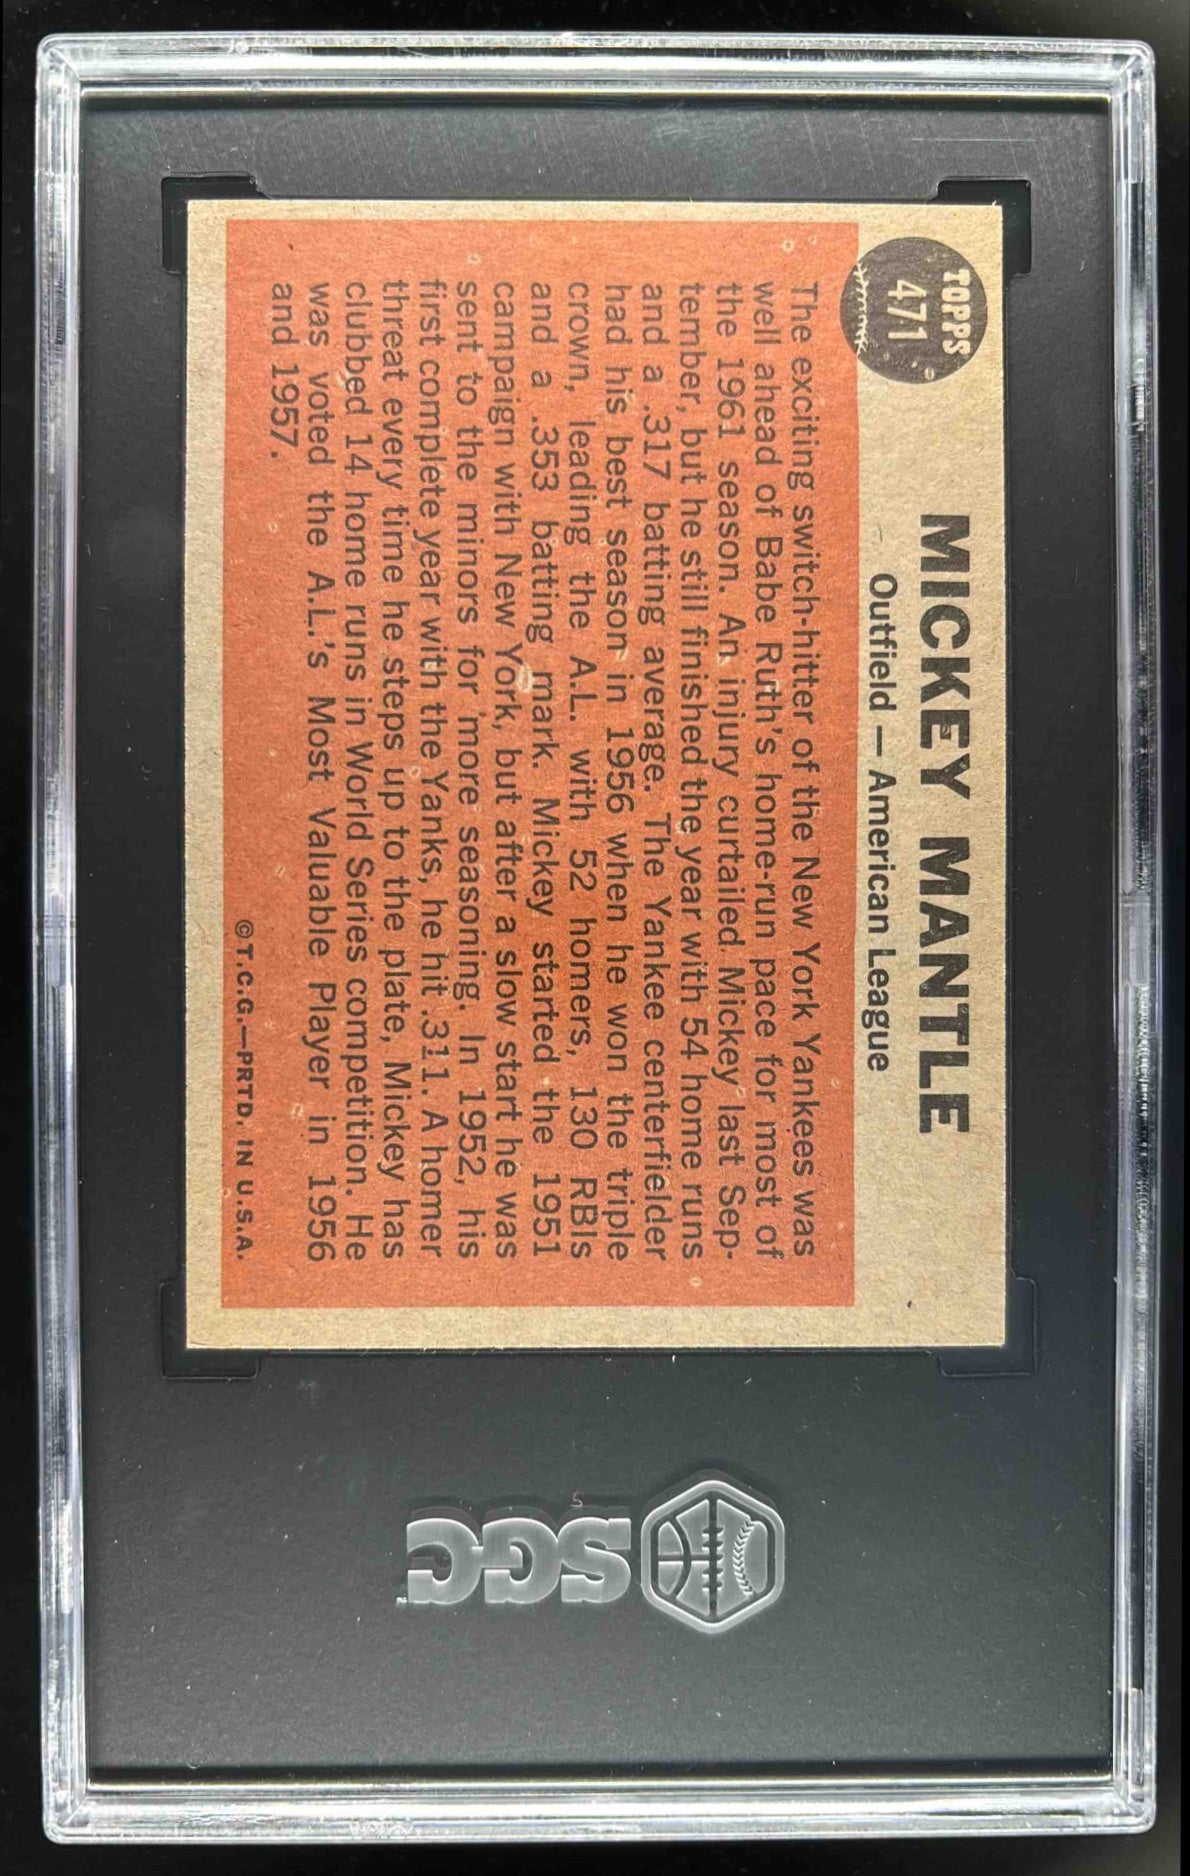 TOPPS
471
MICKEY MANTLE
Outfield — American League
The exciting switch-hitter of the New York Yankees was
well ahead of Babe Ruth's home-run pace for most of
the 1961 season. An injury curtailed Mickey last Sep-
tember, but he still finished the year with 54 home runs
and a .317 batting average. The Yankee centerfielder
had his best season in 1956 when he won the triple
crown, leading the A.L. with 52 homers, 130 RBIs
and a .353 batting mark. Mickey started the 1951
campaign with New York, but after a slow start he was
sent to the minors for more seasoning. In 1952, his
first complete year with the Yanks, he hit .311. A homer
threat every time he steps up to the plate, Mickey has
clubbed 14 home runs in World Series competition. He
was voted the A.L.'s Most Valuable Player in 1956
and 1957.
©T.C.G.—PRTD. IN U.S.A.
SGC